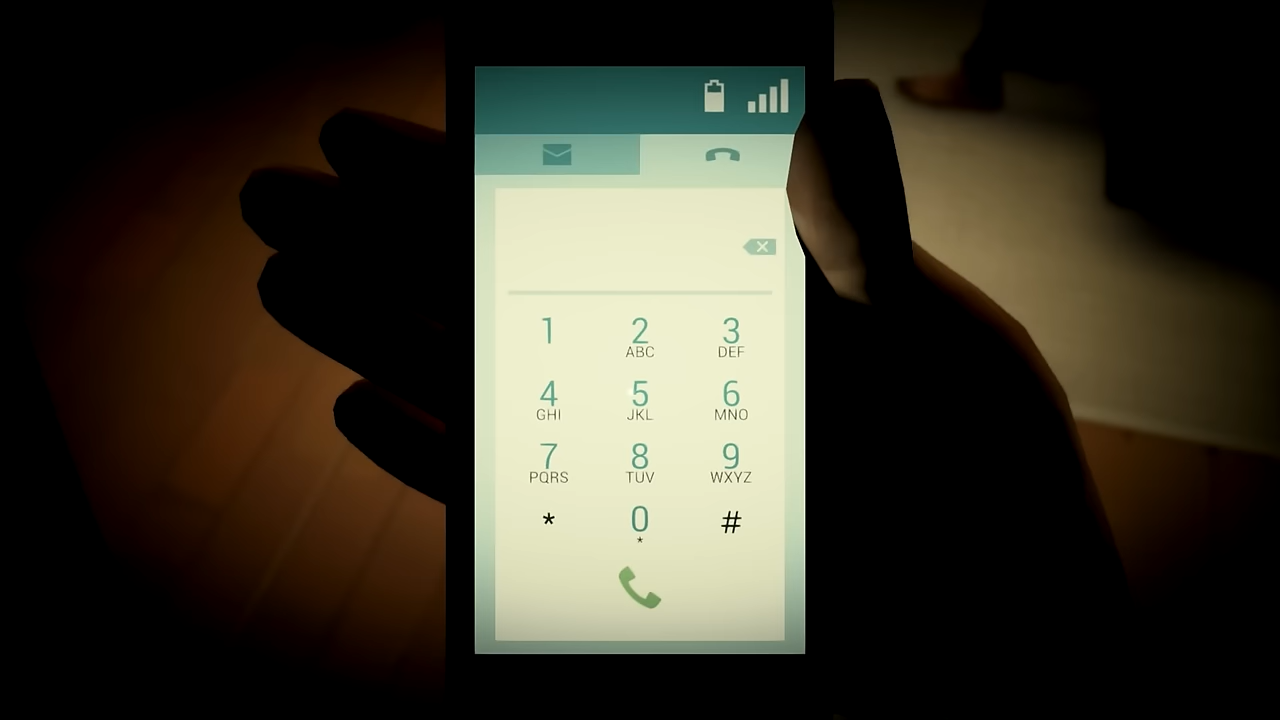 1 2 3
ABC DEF
4 5 6
GHI JKL MNO
7 8 9
PQRS TUV WXYZ
* 0 #
*